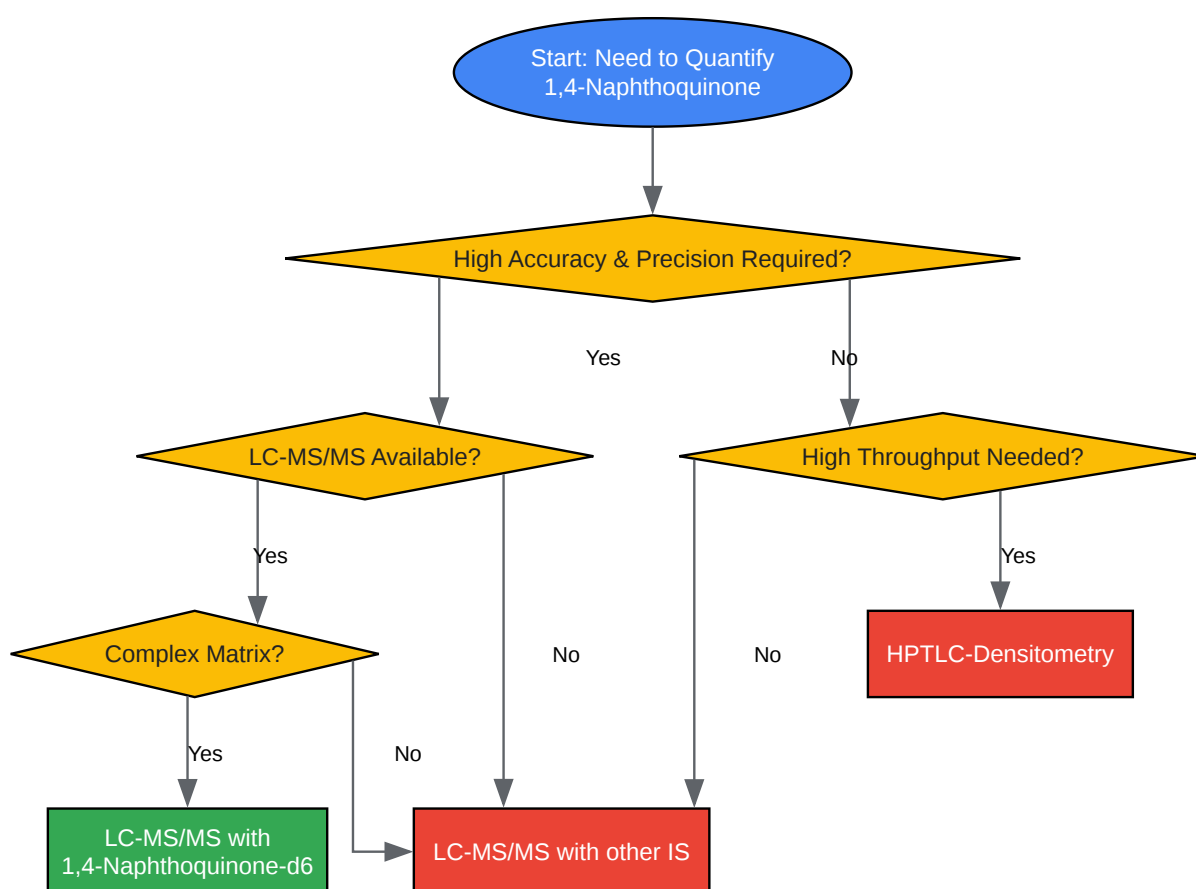 Start: Need to Quantify
1,4-Naphthoquinone
High Accuracy & Precision Required?
Yes
No
LC-MS/MS Available?
High Throughput Needed?
Yes
Yes
Complex Matrix?
No
No
HPTLC-Densitometry
Yes
No
LC-MS/MS with
1,4-Naphthoquinone-d6
LC-MS/MS with other IS